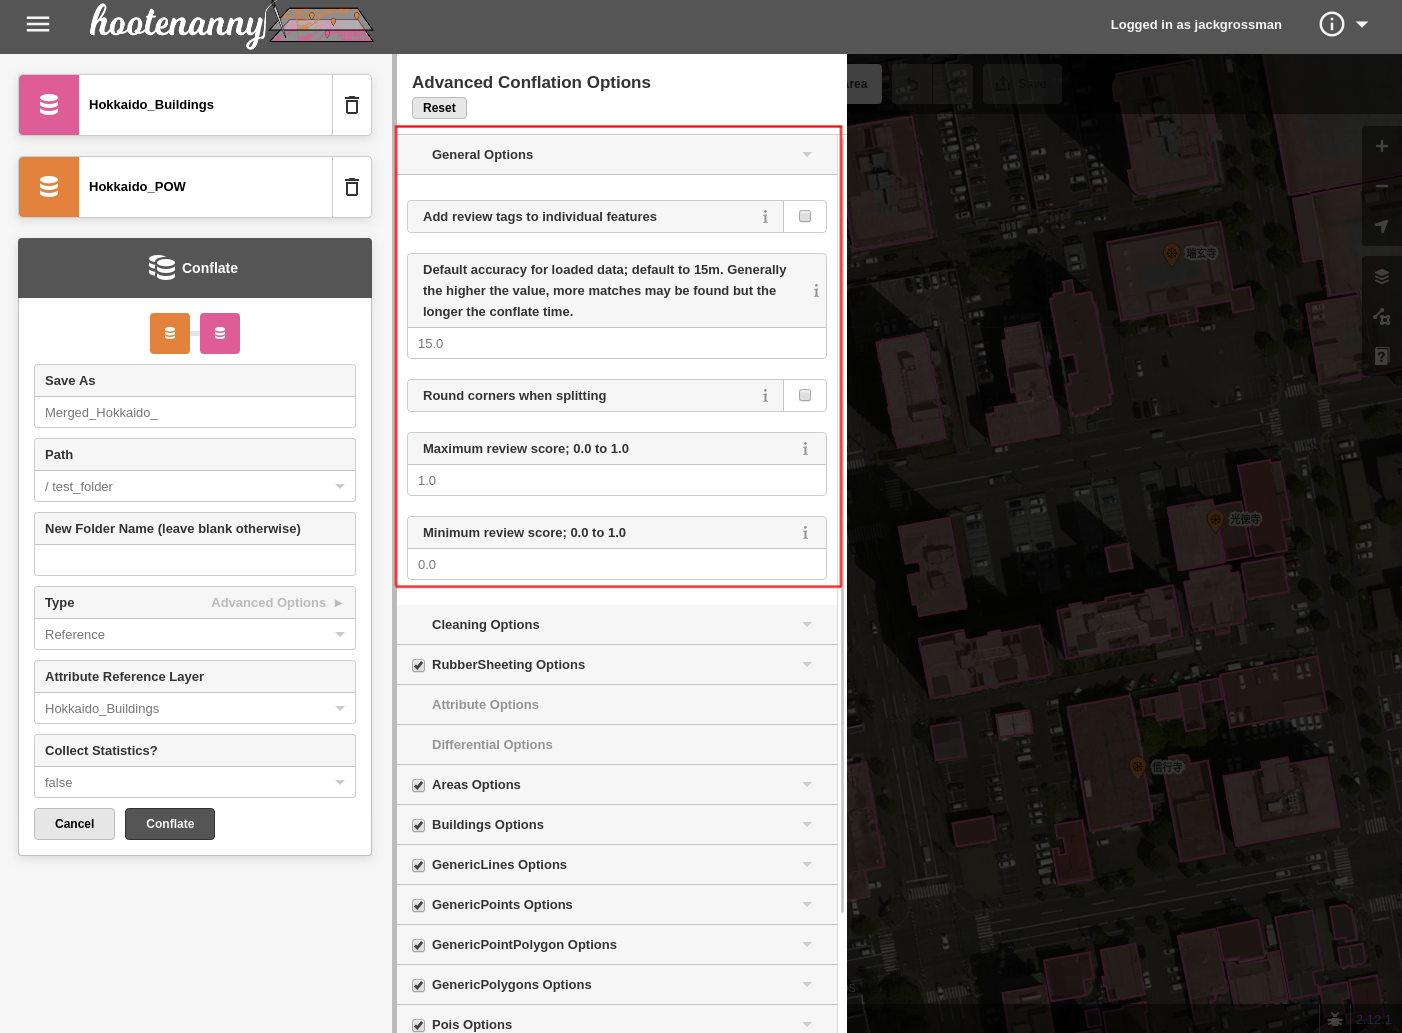 hootenanny
Logged in as jackgrossman
Hokkaido_Buildings
Hokkaido_POW
Conflate
Save As
Merged_Hokkaido_
Path
/ test_folder
New Folder Name (leave blank otherwise)
Type
Advanced Options ►
Reference
Attribute Reference Layer
Hokkaido_Buildings
Collect Statistics?
false
Cancel
Conflate
Advanced Conflation Options
Reset
General Options
Add review tags to individual features
Default accuracy for loaded data; default to 15m. Generally
the higher the value, more matches may be found but the
longer the conflate time.
15.0
Round corners when splitting
Maximum review score; 0.0 to 1.0
1.0
Minimum review score; 0.0 to 1.0
0.0
Cleaning Options
RubberSheeting Options
Attribute Options
Differential Options
Areas Options
Buildings Options
GenericLines Options
GenericPoints Options
GenericPointPolygon Options
GenericPolygons Options
Pois Options
Save
瑞玄寺
光徳寺
信行寺
2.12.1